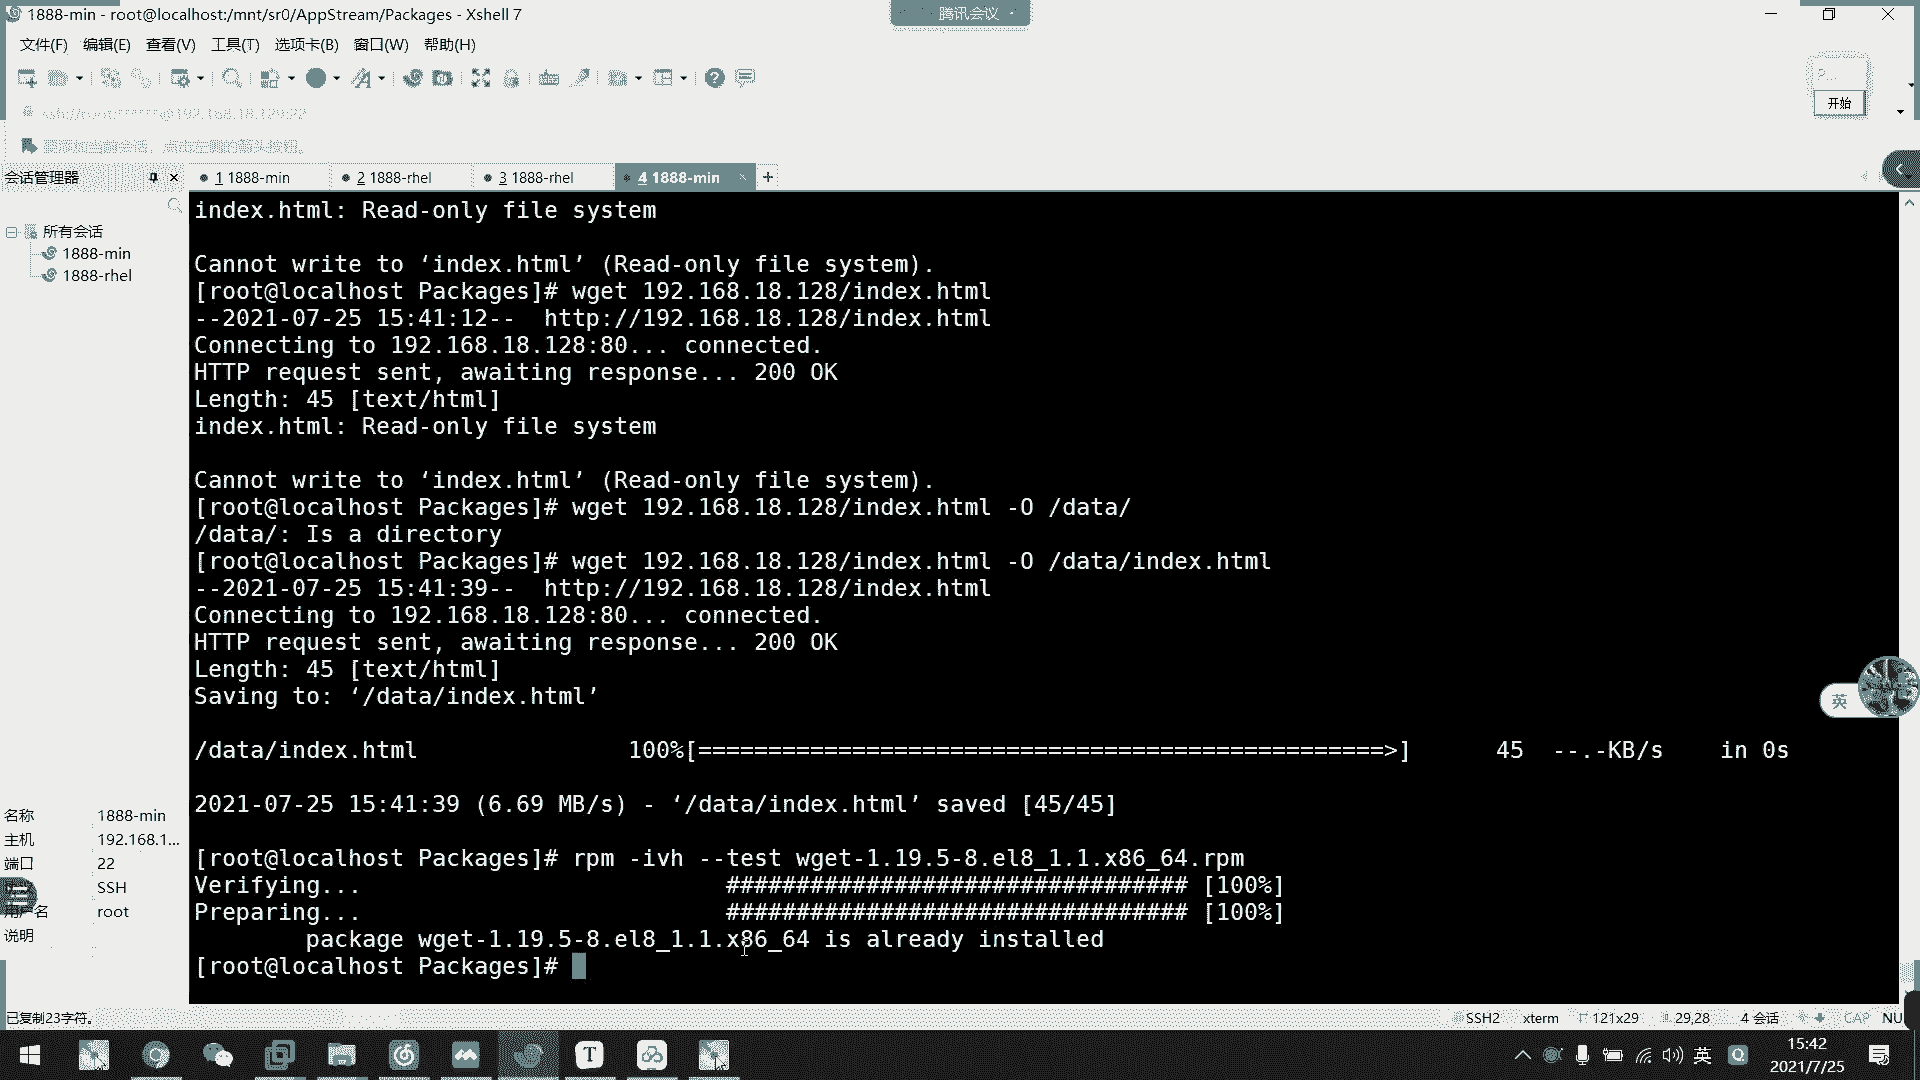 1888-min - root@localhost:/mnt/sr0/AppStream/Packages - Xshell 7
腾讯会议
文件(F) 编辑(E) 查看(V) 工具(T) 选项卡(B) 窗口(W) 帮助(H)
P...
开始
会话管理器
1 1888-min
2 1888-rhel
3 1888-rhel
4 1888-min
所有会话
1888-min
1888-rhel
index.html: Read-only file system
Cannot write to ‘index.html’ (Read-only file system).
[root@localhost Packages]# wget 192.168.18.128/index.html
--2021-07-25 15:41:12--  http://192.168.18.128/index.html
Connecting to 192.168.18.128:80... connected.
HTTP request sent, awaiting response... 200 OK
Length: 45 [text/html]
index.html: Read-only file system
Cannot write to ‘index.html’ (Read-only file system).
[root@localhost Packages]# wget 192.168.18.128/index.html -O /data/
/data/: Is a directory
[root@localhost Packages]# wget 192.168.18.128/index.html -O /data/index.html
--2021-07-25 15:41:39--  http://192.168.18.128/index.html
Connecting to 192.168.18.128:80... connected.
HTTP request sent, awaiting response... 200 OK
Length: 45 [text/html]
Saving to: ‘/data/index.html’
/data/index.html 100%[=================================================>] 45 --.-KB/s in 0s
2021-07-25 15:41:39 (6.69 MB/s) - ‘/data/index.html’ saved [45/45]
[root@localhost Packages]# rpm -ivh --test wget-1.19.5-8.el8_1.1.x86_64.rpm
Verifying... ################################# [100%]
Preparing... ################################# [100%]
package wget-1.19.5-8.el8_1.1.x86_64 is already installed
[root@localhost Packages]#
名称 1888-min
主机 192.168.1...
端口 22
SSH
用户名 root
说明
英
已复制23字符。
SSH2 xterm 121x29 29,28 4 会话 CAP NU
英
15:42
2021/7/25